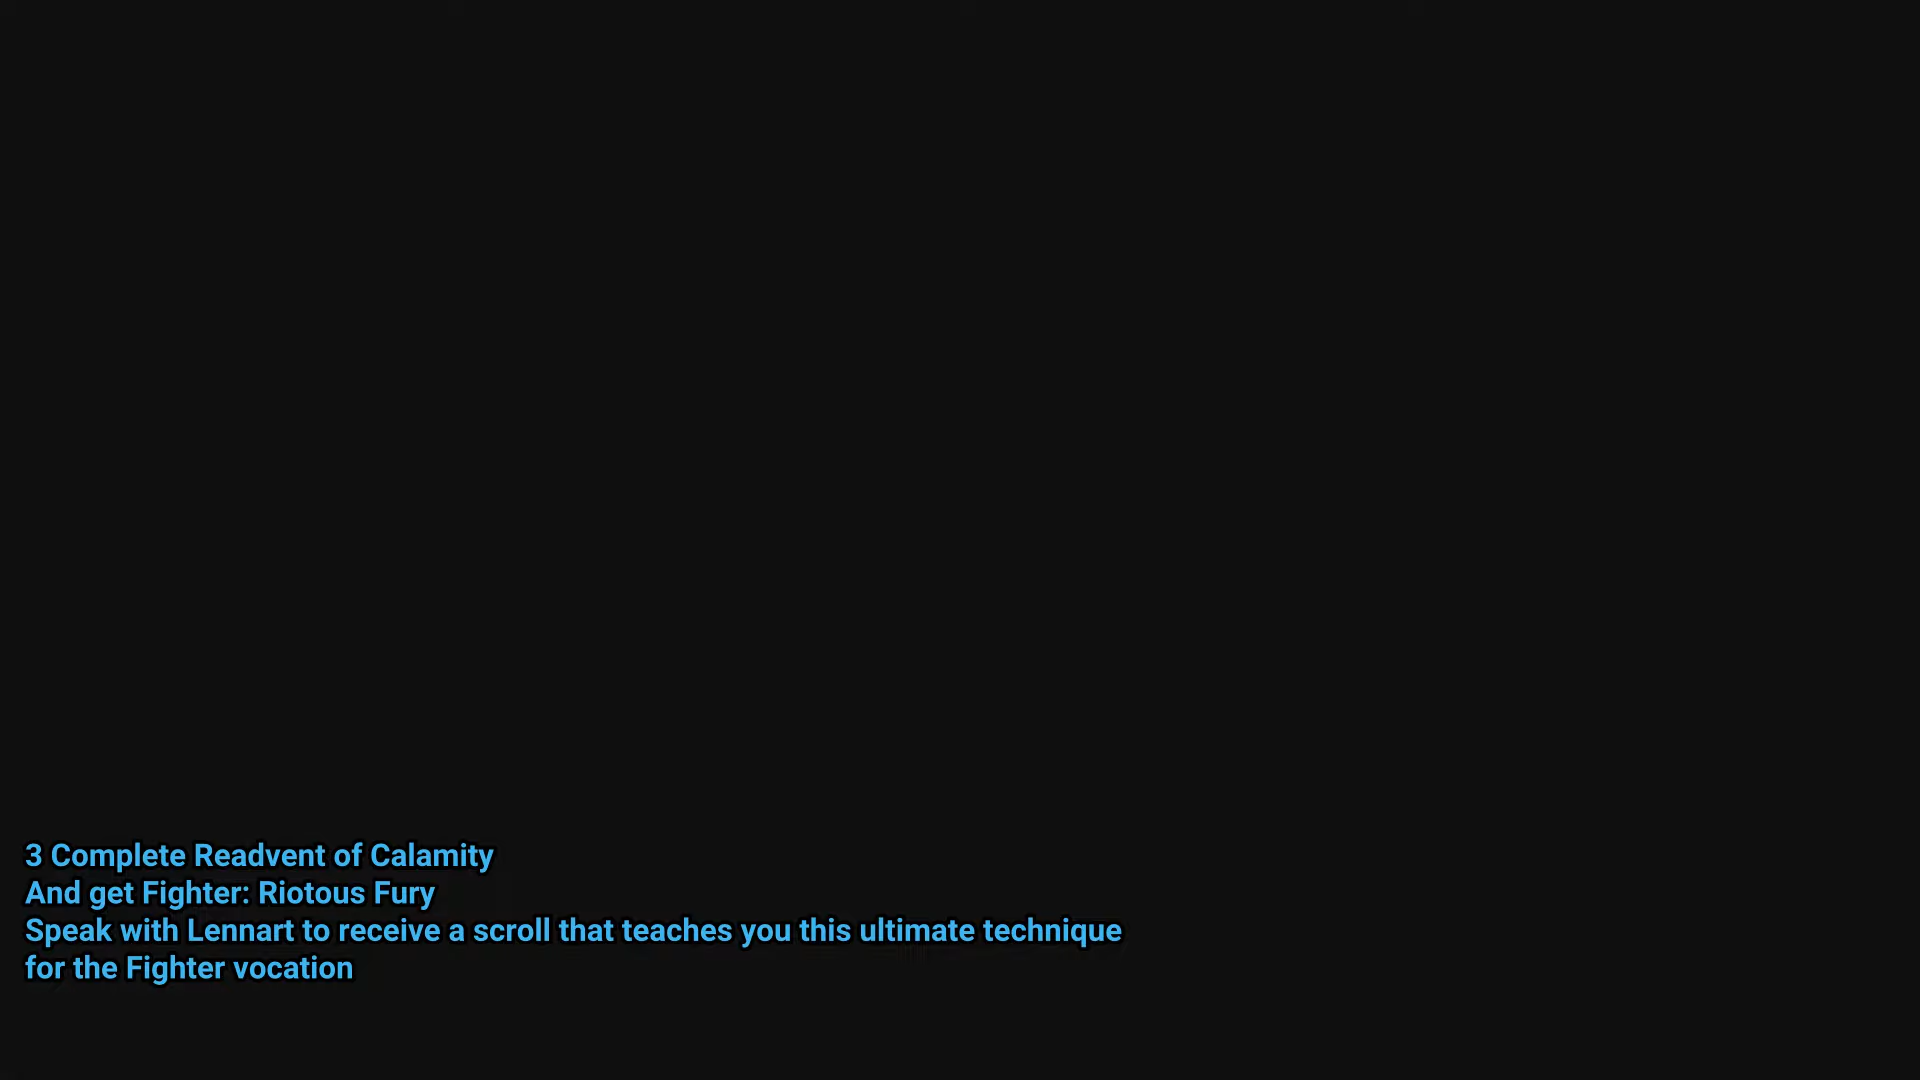 3 Complete Readvent of Calamity
And get Fighter: Riotous Fury
Speak with Lennart to receive a scroll that teaches you this ultimate technique
for the Fighter vocation